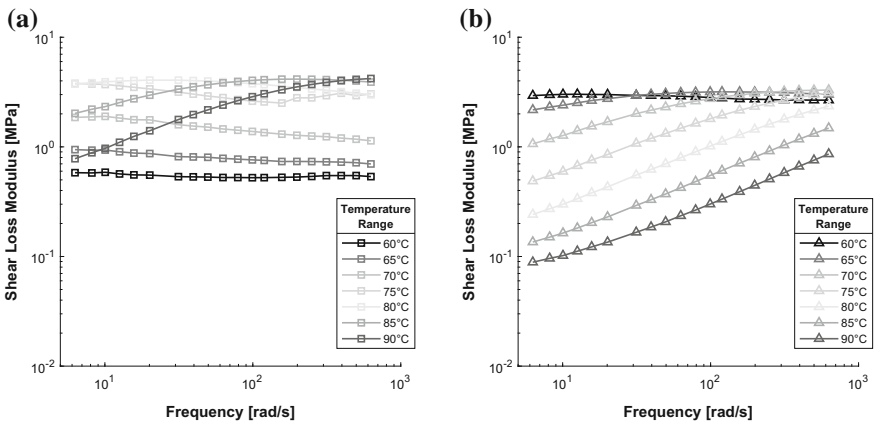 (a)
Shear Loss Modulus [MPa]
10¹
10⁰
10⁻¹
10⁻²
10¹
10²
10³
Frequency [rad/s]
Temperature
Range
60°C
65°C
70°C
75°C
80°C
85°C
90°C
(b)
Shear Loss Modulus [MPa]
10¹
10⁰
10⁻¹
10⁻²
10¹
10²
10³
Frequency [rad/s]
Temperature
Range
60°C
65°C
70°C
75°C
80°C
85°C
90°C